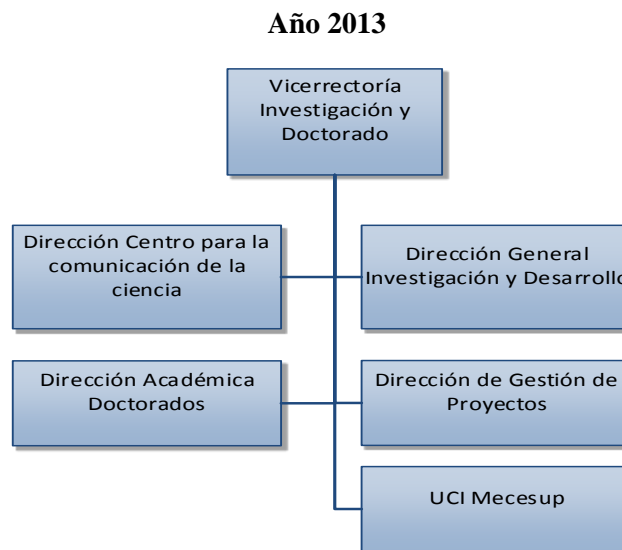 Año 2013
Vicerrectoría
Investigación y
Doctorado
Dirección Centro para la
comunicación de la
ciencia
Dirección General
Investigación y Desarrollo
Dirección Académica
Doctorados
Dirección de Gestión de
Proyectos
UCI Mecesup